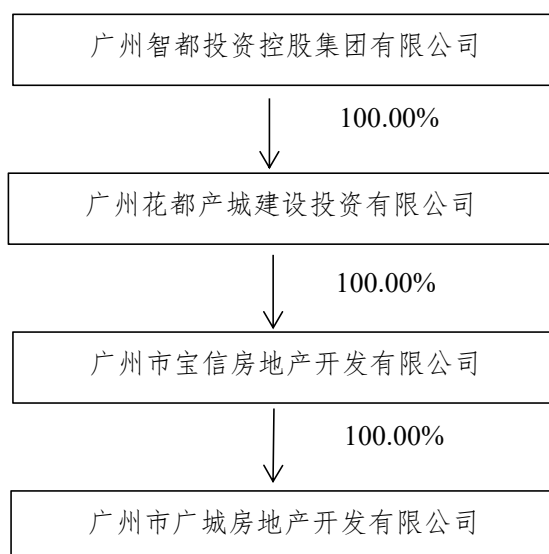 广州智都投资控股集团有限公司
100.00%
广州花都产城建设投资有限公司
100.00%
广州市宝信房地产开发有限公司
100.00%
广州市广城房地产开发有限公司